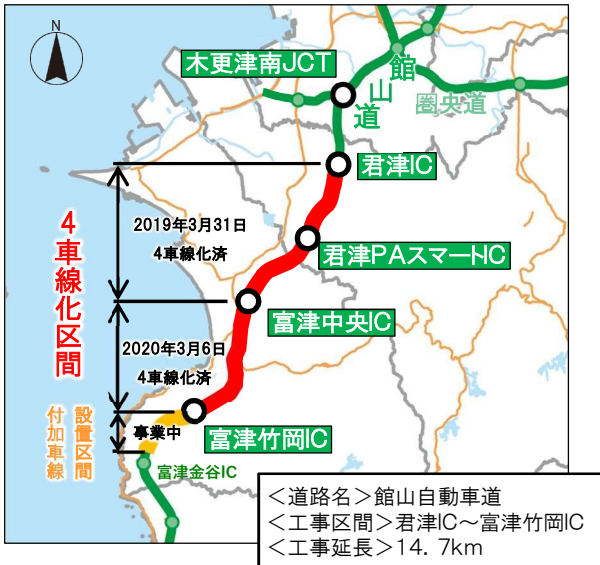 N
木更津南JCT
館山道
圏央道
君津IC
2019年3月31日
4車線化済
君津PAスマートIC
4車線化区間
富津中央IC
2020年3月6日
4車線化済
事業中
富津竹岡IC
付加車線
設置区間
富津金谷IC
＜道路名＞館山自動車道
＜工事区間＞君津IC～富津竹岡IC
＜工事延長＞14．7km